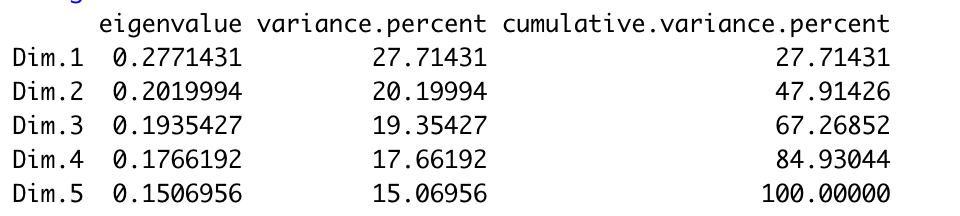 eigenvalue variance.percent cumulative.variance.percent
Dim.1 0.2771431 27.71431 27.71431
Dim.2 0.2019994 20.19994 47.91426
Dim.3 0.1935427 19.35427 67.26852
Dim.4 0.1766192 17.66192 84.93044
Dim.5 0.1506956 15.06956 100.00000